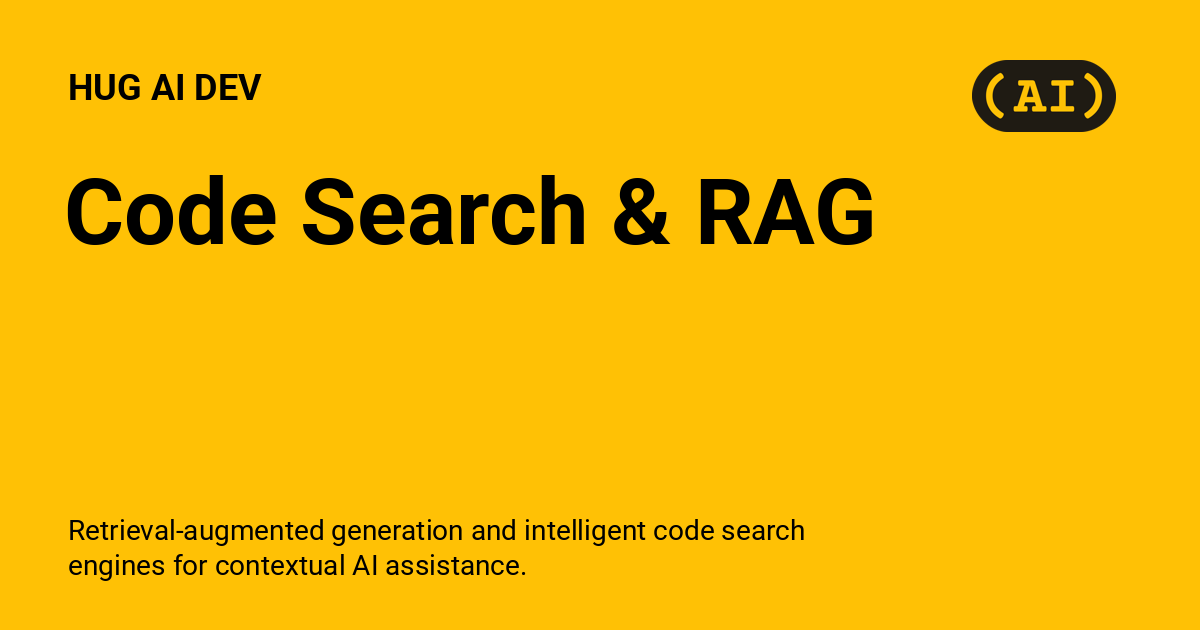 HUG AI DEV
(AI)
Code Search & RAG
Retrieval-augmented generation and intelligent code search
engines for contextual AI assistance.